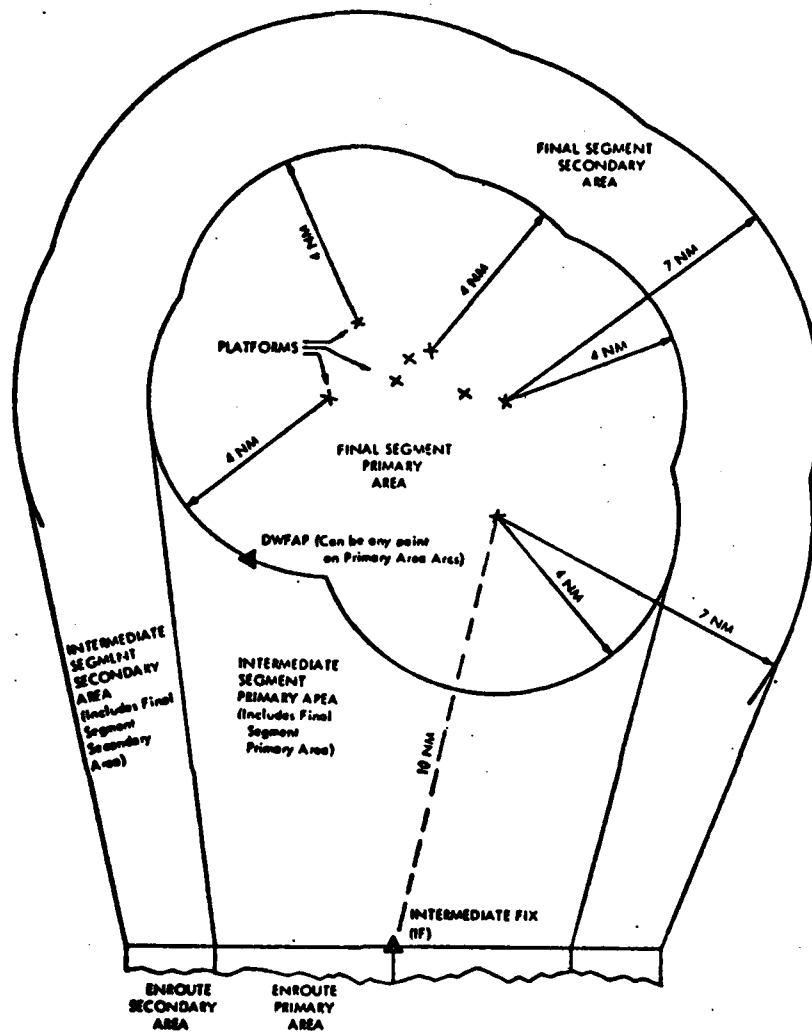 FINAL SEGMENT
SECONDARY
AREA
4 NM
4 NM
7 NM
4 NM
PLATFORMS
4 NM
FINAL SEGMENT
PRIMARY
AREA
DWFAP (Can be any point
on Primary Area Arcs)
4 NM
7 NM
INTERMEDIATE
SEGMENT
SECONDARY
AREA
(Includes Final
Segment
Secondary
Area)
INTERMEDIATE
SEGMENT
PRIMARY AREA
(Includes Final
Segment
Primary Area)
10 NM
INTERMEDIATE FIX
(IF)
ENROUTE
SECONDARY
AREA
ENROUTE
PRIMARY
AREA